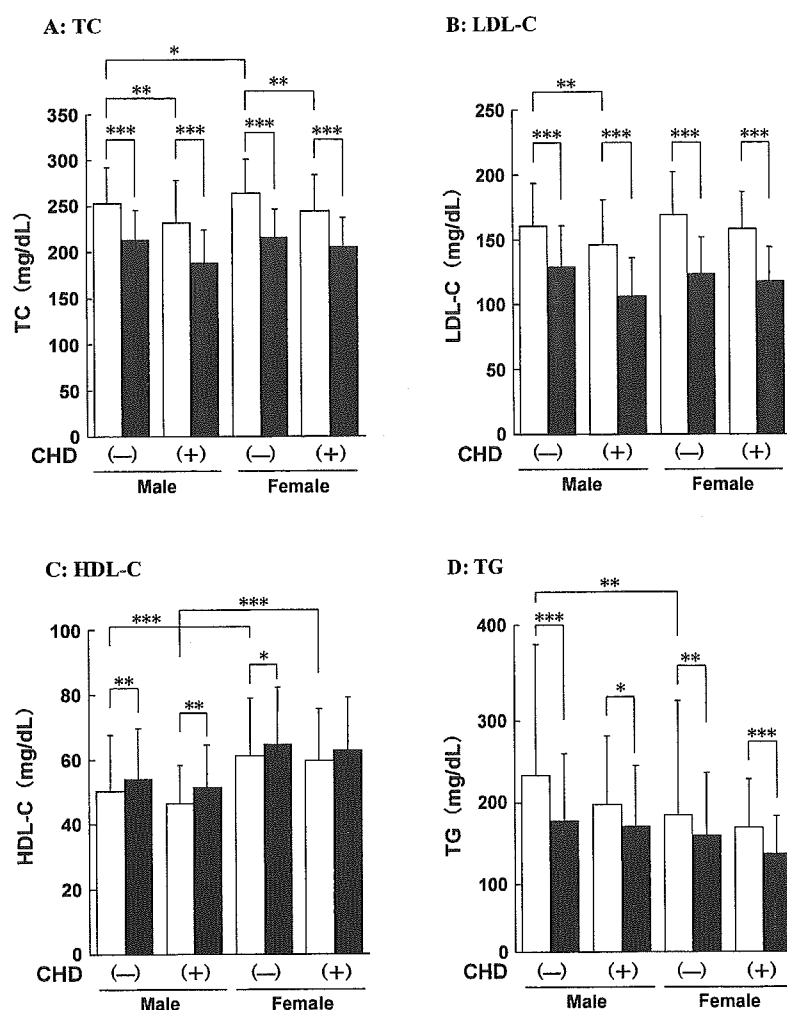 A: TC
*
**
**
***
***
***
***
350
300
250
200
150
100
50
0
TC (mg/dL)
CHD (—) (+) (—) (+)
Male Female
B: LDL-C
**
***
***
***
***
250
200
150
100
50
0
LDL-C (mg/dL)
CHD (—) (+) (—) (+)
Male Female
C: HDL-C
***
***
**
**
*
100
80
60
40
20
0
HDL-C (mg/dL)
CHD (—) (+) (—) (+)
Male Female
D: TG
**
***
*
**
***
400
300
200
100
0
TG (mg/dL)
CHD (—) (+) (—) (+)
Male Female